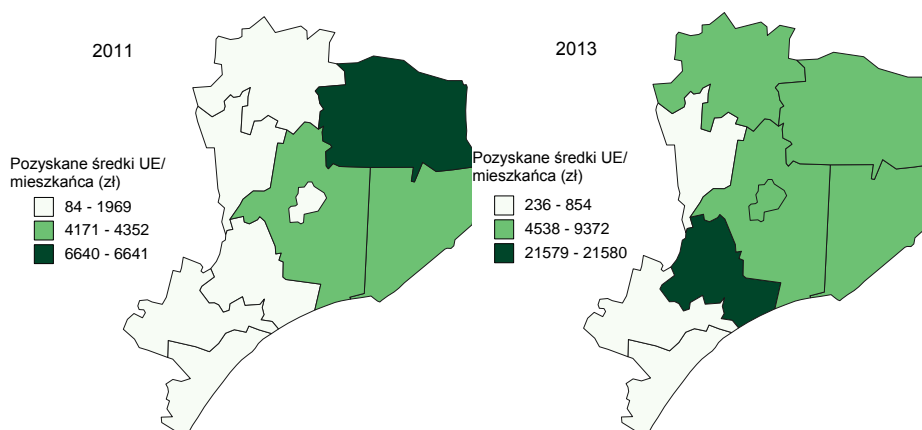 2011
Pozyskane środki UE/
mieszkańca (zł)
84 - 1969
4171 - 4352
6640 - 6641
2013
Pozyskane środki UE/
mieszkańca (zł)
236 - 854
4538 - 9372
21579 - 21580